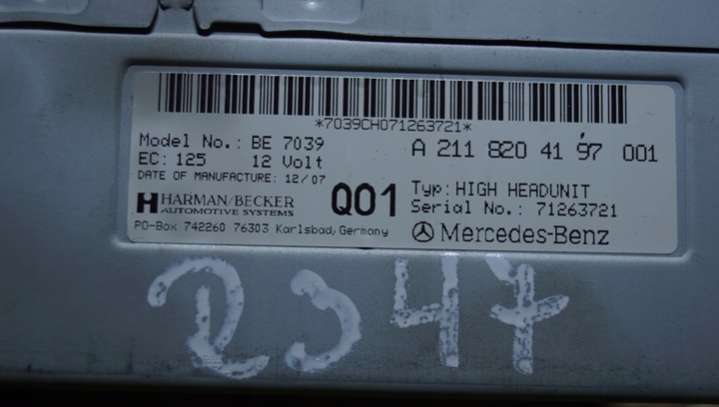 *7039CH071263721*
Model No.: BE 7039
EC: 125 12 Volt
DATE OF MANUFACTURE: 12/07
HARMAN/BECKER
AUTOMOTIVE SYSTEMS
PO-Box 742260 76303 Karlsbad, Germany
Q01
A 211 820 41 97 001
Typ: HIGH HEADUNIT
Serial No.: 71263721
Mercedes-Benz
2347